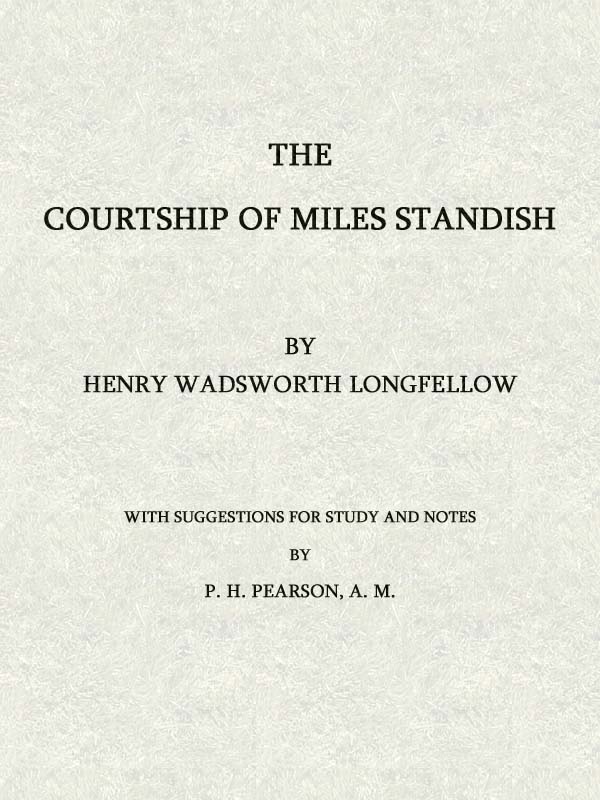 THE
COURTSHIP OF MILES STANDISH
BY
HENRY WADSWORTH LONGFELLOW
WITH SUGGESTIONS FOR STUDY AND NOTES
BY
P. H. PEARSON, A. M.